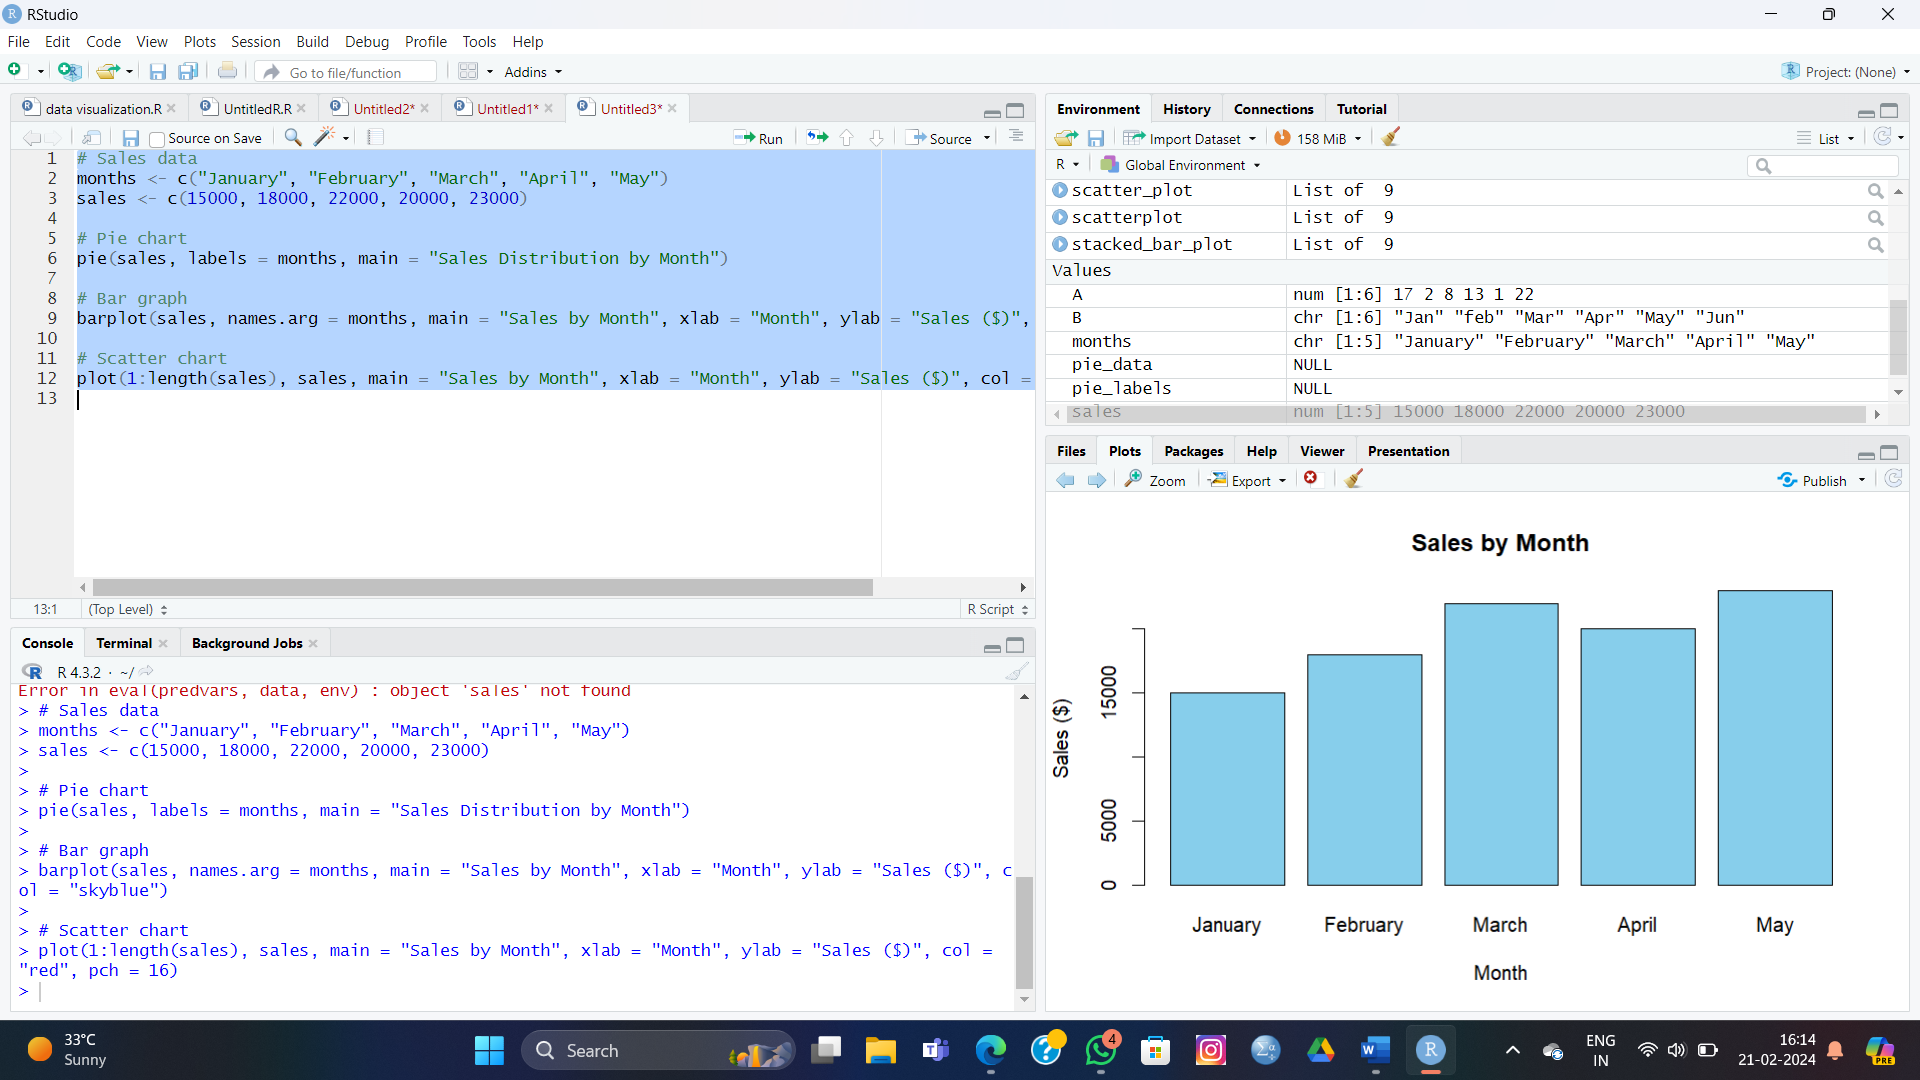 RStudio
File Edit Code View Plots Session Build Debug Profile Tools Help
Go to file/function Addins Project: (None)
data visualization.R UntitledR.R Untitled2* Untitled1* Untitled3*
Source on Save Run Source
1 # Sales data
2 months <- c("January", "February", "March", "April", "May")
3 sales <- c(15000, 18000, 22000, 20000, 23000)
4
5 # Pie chart
6 pie(sales, labels = months, main = "Sales Distribution by Month")
7
8 # Bar graph
9 barplot(sales, names.arg = months, main = "Sales by Month", xlab = "Month", ylab = "Sales ($)",
10
11 # Scatter chart
12 plot(1:length(sales), sales, main = "Sales by Month", xlab = "Month", ylab = "Sales ($)", col =
13
13:1 (Top Level) R Script
Console Terminal Background Jobs
R 4.3.2 · ~/
Error in eval(predvars, data, env) : object 'sales' not found
> # Sales data
> months <- c("January", "February", "March", "April", "May")
> sales <- c(15000, 18000, 22000, 20000, 23000)
>
> # Pie chart
> pie(sales, labels = months, main = "Sales Distribution by Month")
>
> # Bar graph
> barplot(sales, names.arg = months, main = "Sales by Month", xlab = "Month", ylab = "Sales ($)", c
ol = "skyblue")
>
> # Scatter chart
> plot(1:length(sales), sales, main = "Sales by Month", xlab = "Month", ylab = "Sales ($)", col =
"red", pch = 16)
>
Environment History Connections Tutorial
Import Dataset 158 MiB List
R Global Environment
scatter_plot List of 9
scatterplot List of 9
stacked_bar_plot List of 9
Values
A num [1:6] 17 2 8 13 1 22
B chr [1:6] "Jan" "feb" "Mar" "Apr" "May" "Jun"
months chr [1:5] "January" "February" "March" "April" "May"
pie_data NULL
pie_labels NULL
sales num [1:5] 15000 18000 22000 20000 23000
Files Plots Packages Help Viewer Presentation
Zoom Export Publish
Sales by Month
Sales ($)
15000
5000
0
January February March April May
Month
33°C
Sunny
Search
4
ENG
IN
16:14
21-02-2024
PRE